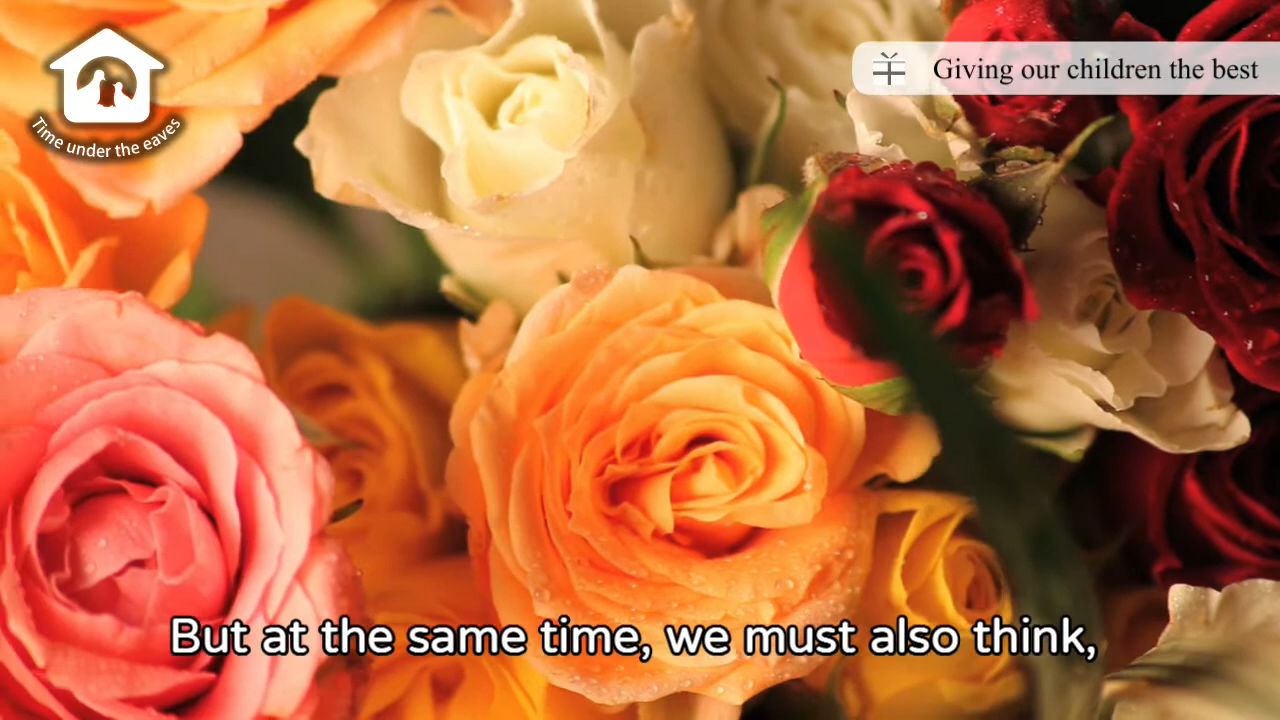 Time under the eaves
Giving our children the best
But at the same time, we must also think,